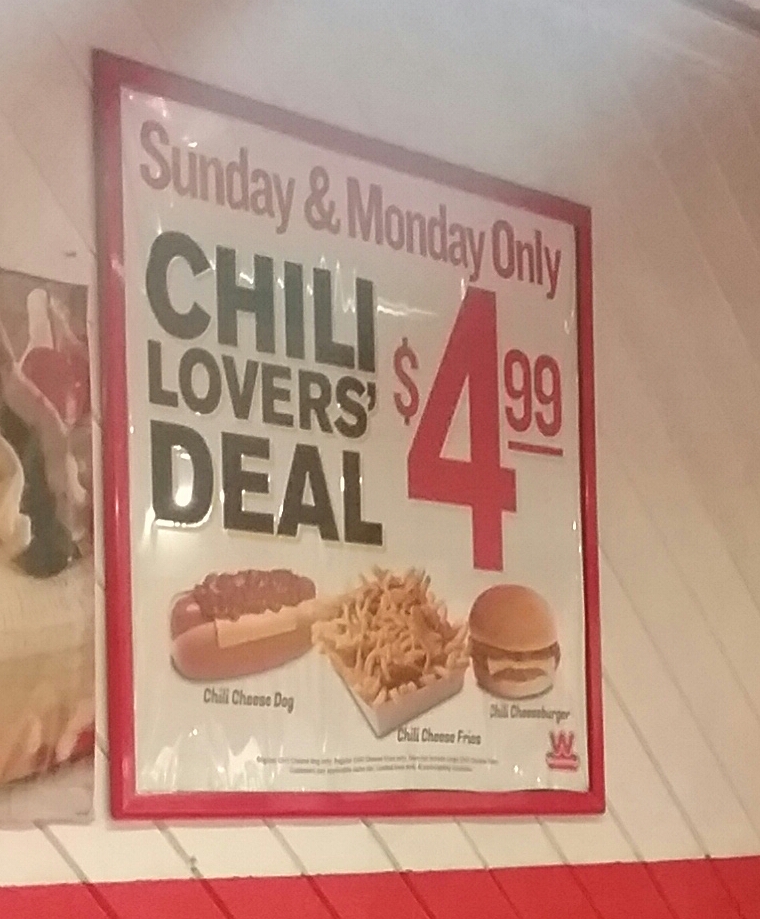 Sunday & Monday Only
CHILI
LOVERS'
DEAL
$4 99
Chili Cheese Dog
Chili Cheese Fries
Chili Cheeseburger
W